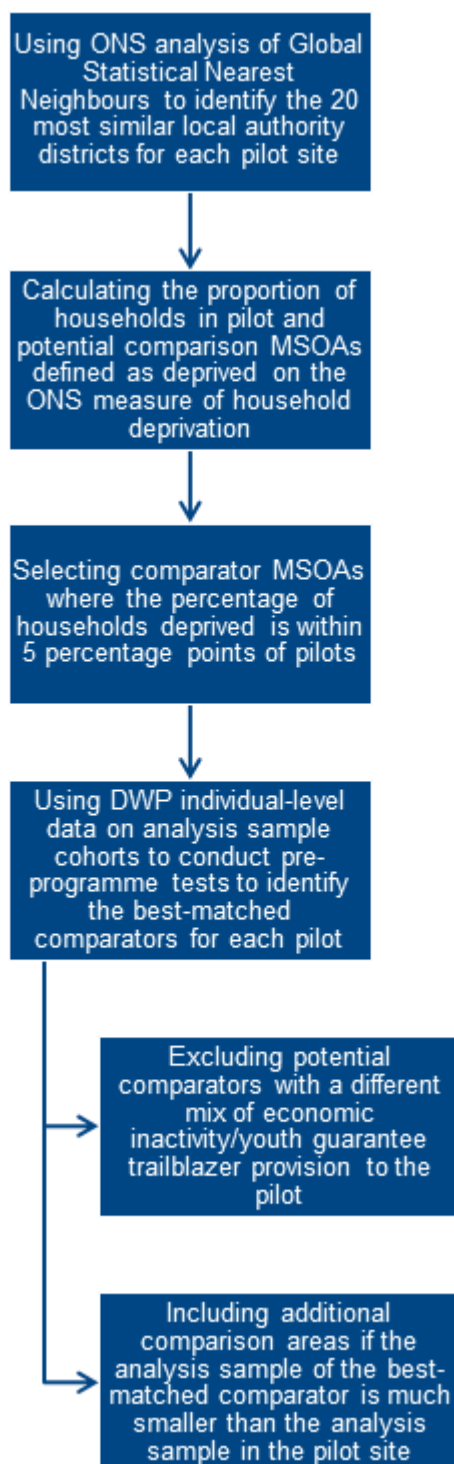 Using ONS analysis of Global
Statistical Nearest
Neighbours to identify the 20
most similar local authority
districts for each pilot site
Calculating the proportion of
households in pilot and
potential comparison MSOAs
defined as deprived on the
ONS measure of household
deprivation
Selecting comparator MSOAs
where the percentage of
households deprived is within
5 percentage points of pilots
Using DWP individual-level
data on analysis sample
cohorts to conduct pre-
programme tests to identify
the best-matched
comparators for each pilot
Excluding potential
comparators with a different
mix of economic
inactivity/youth guarantee
trailblazer provision to the
pilot
Including additional
comparison areas if the
analysis sample of the best-
matched comparator is much
smaller than the analysis
sample in the pilot site